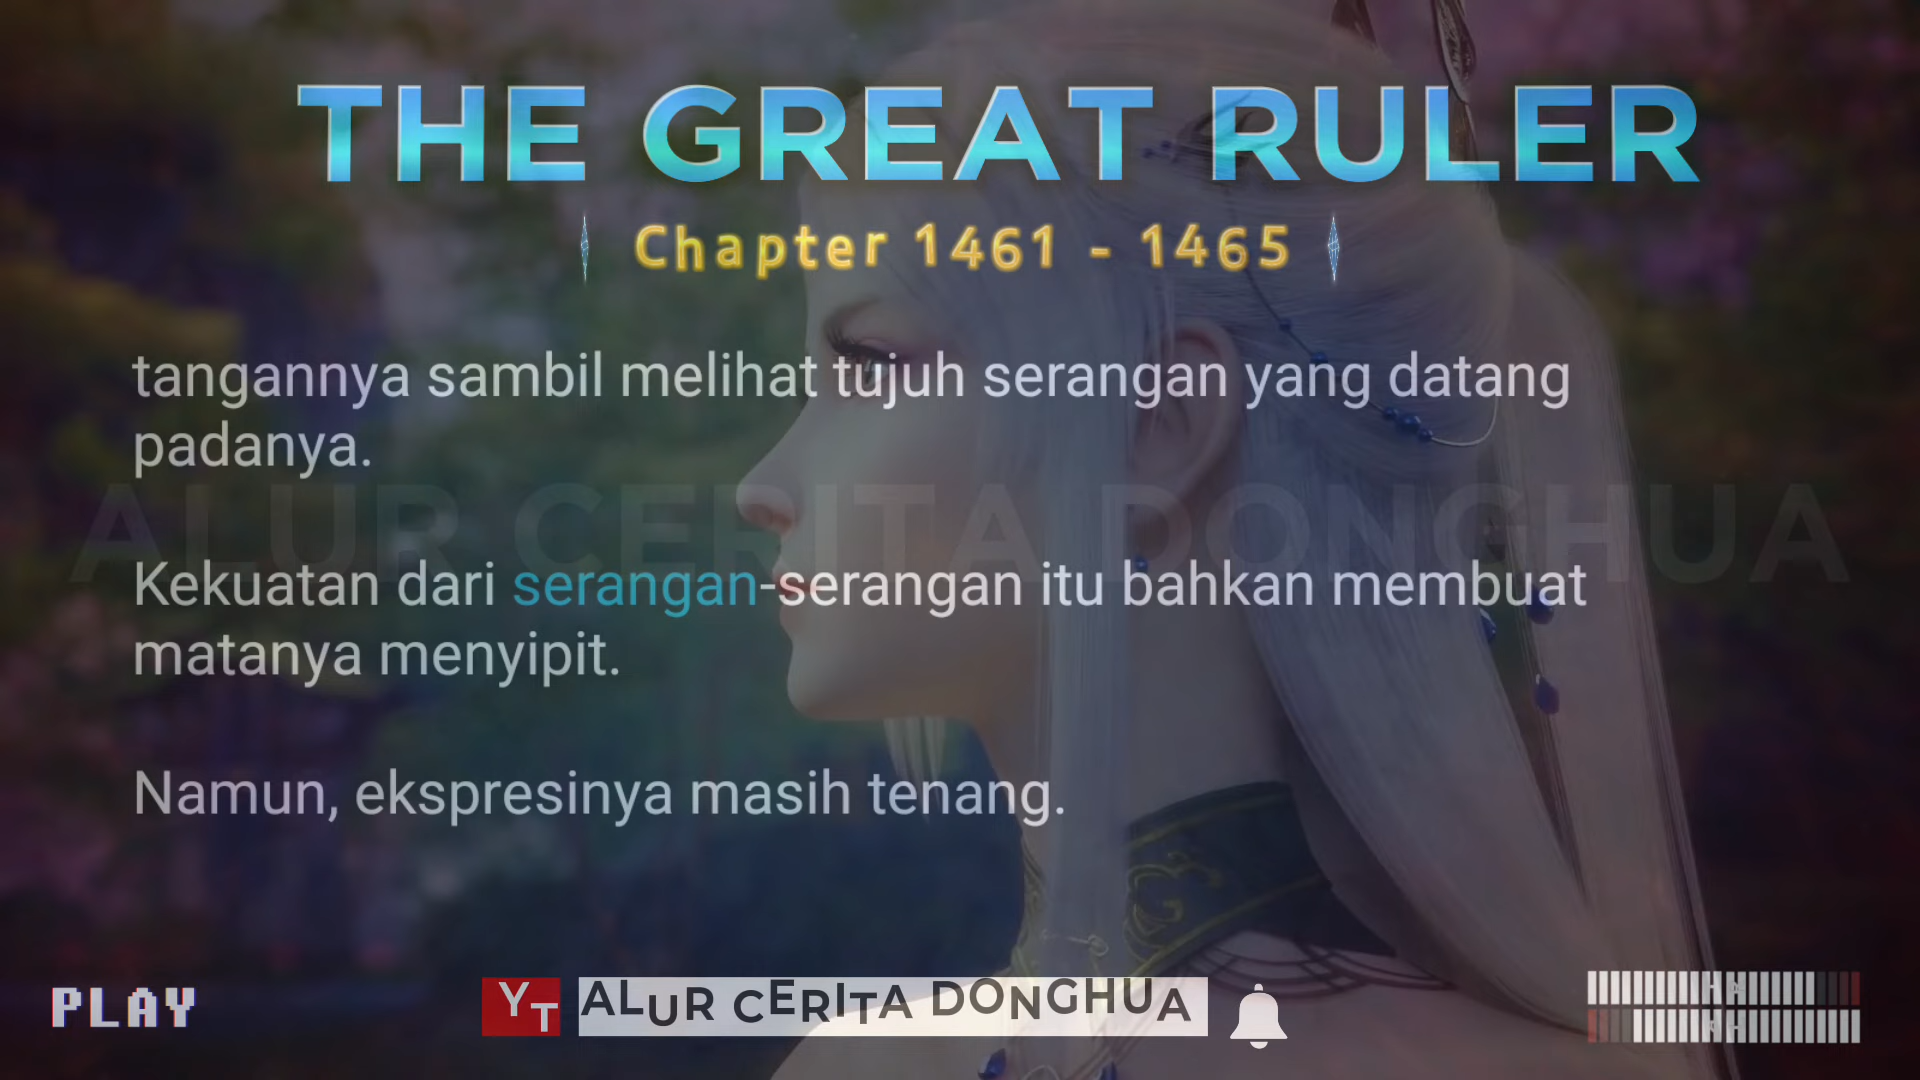 THE GREAT RULER
Chapter 1461 - 1465
tangannya sambil melihat tujuh serangan yang datang
padanya.
ALUR CERITA DONGHUA
Kekuatan dari serangan-serangan itu bahkan membuat
matanya menyipit.
Namun, ekspresinya masih tenang.
PLAY
YT ALUR CERITA DONGHUA